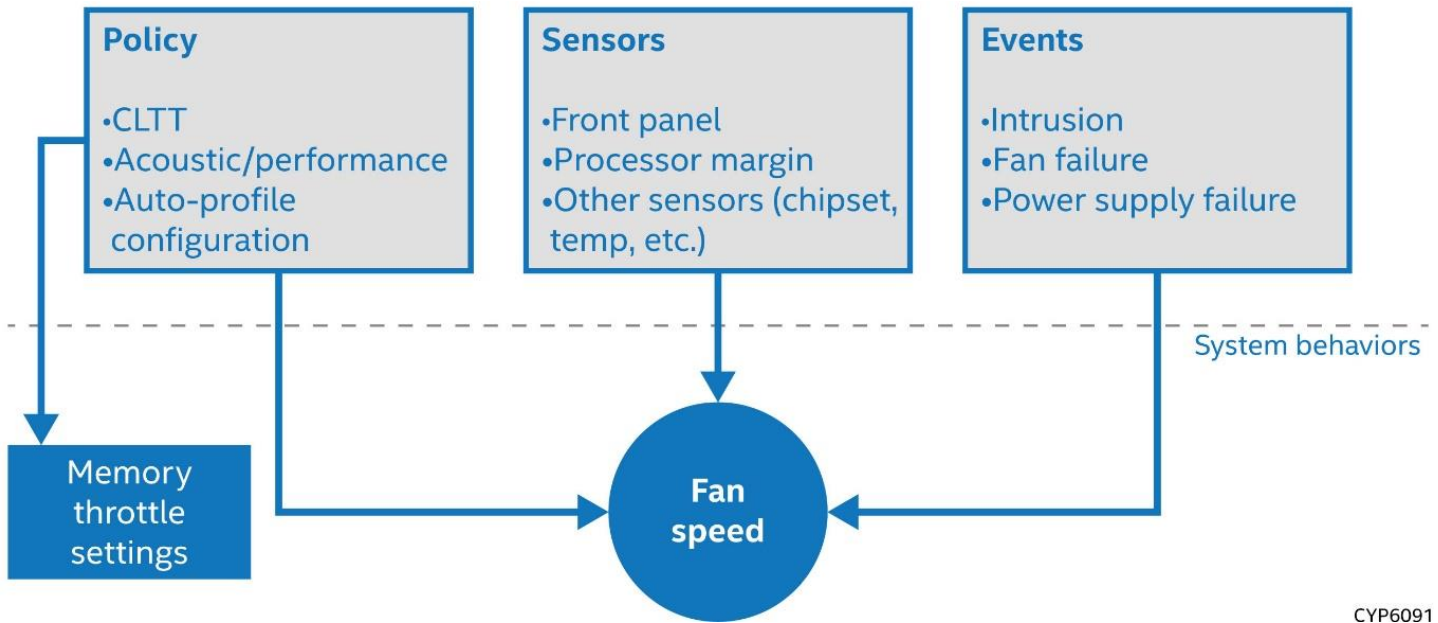 Policy
•CLTT
•Acoustic/performance
•Auto-profile
configuration
Sensors
•Front panel
•Processor margin
•Other sensors (chipset,
temp, etc.)
Events
•Intrusion
•Fan failure
•Power supply failure
System behaviors
Memory
throttle
settings
Fan
speed
CYP6091